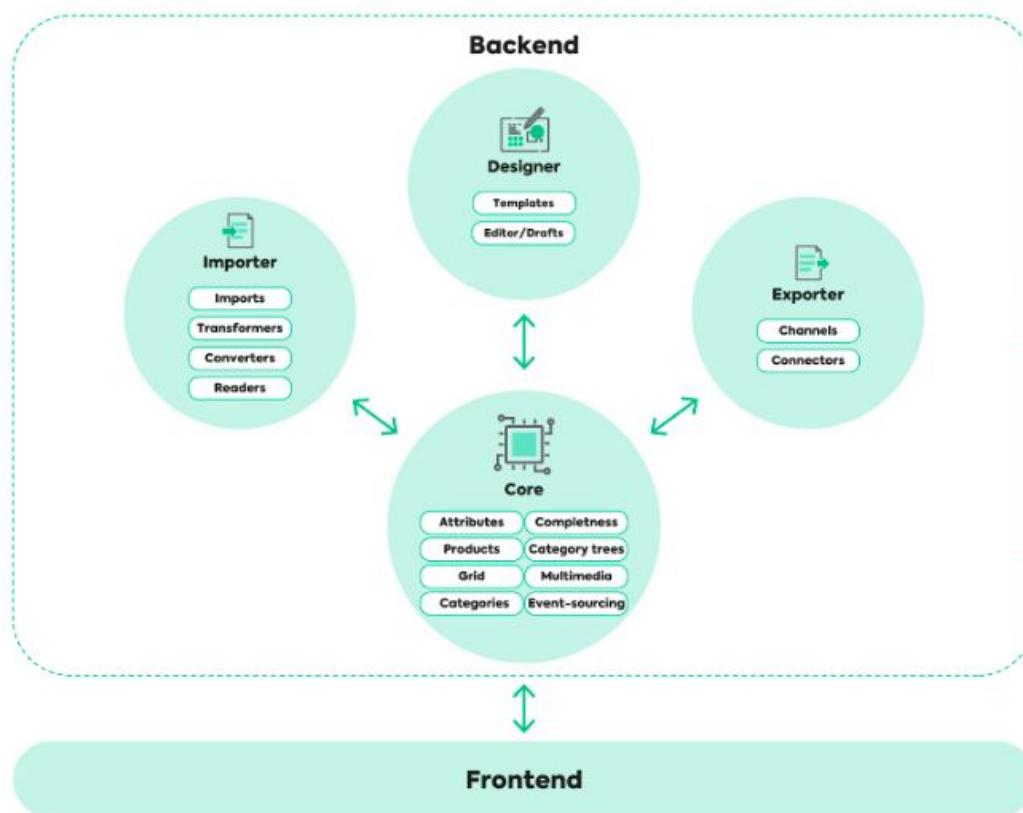 Backend
Designer
Templates
Editor/Drafts
Importer
Imports
Transformers
Converters
Readers
Exporter
Channels
Connectors
Core
Attributes Completness
Products Category trees
Grid Multimedia
Categories Event-sourcing
Frontend